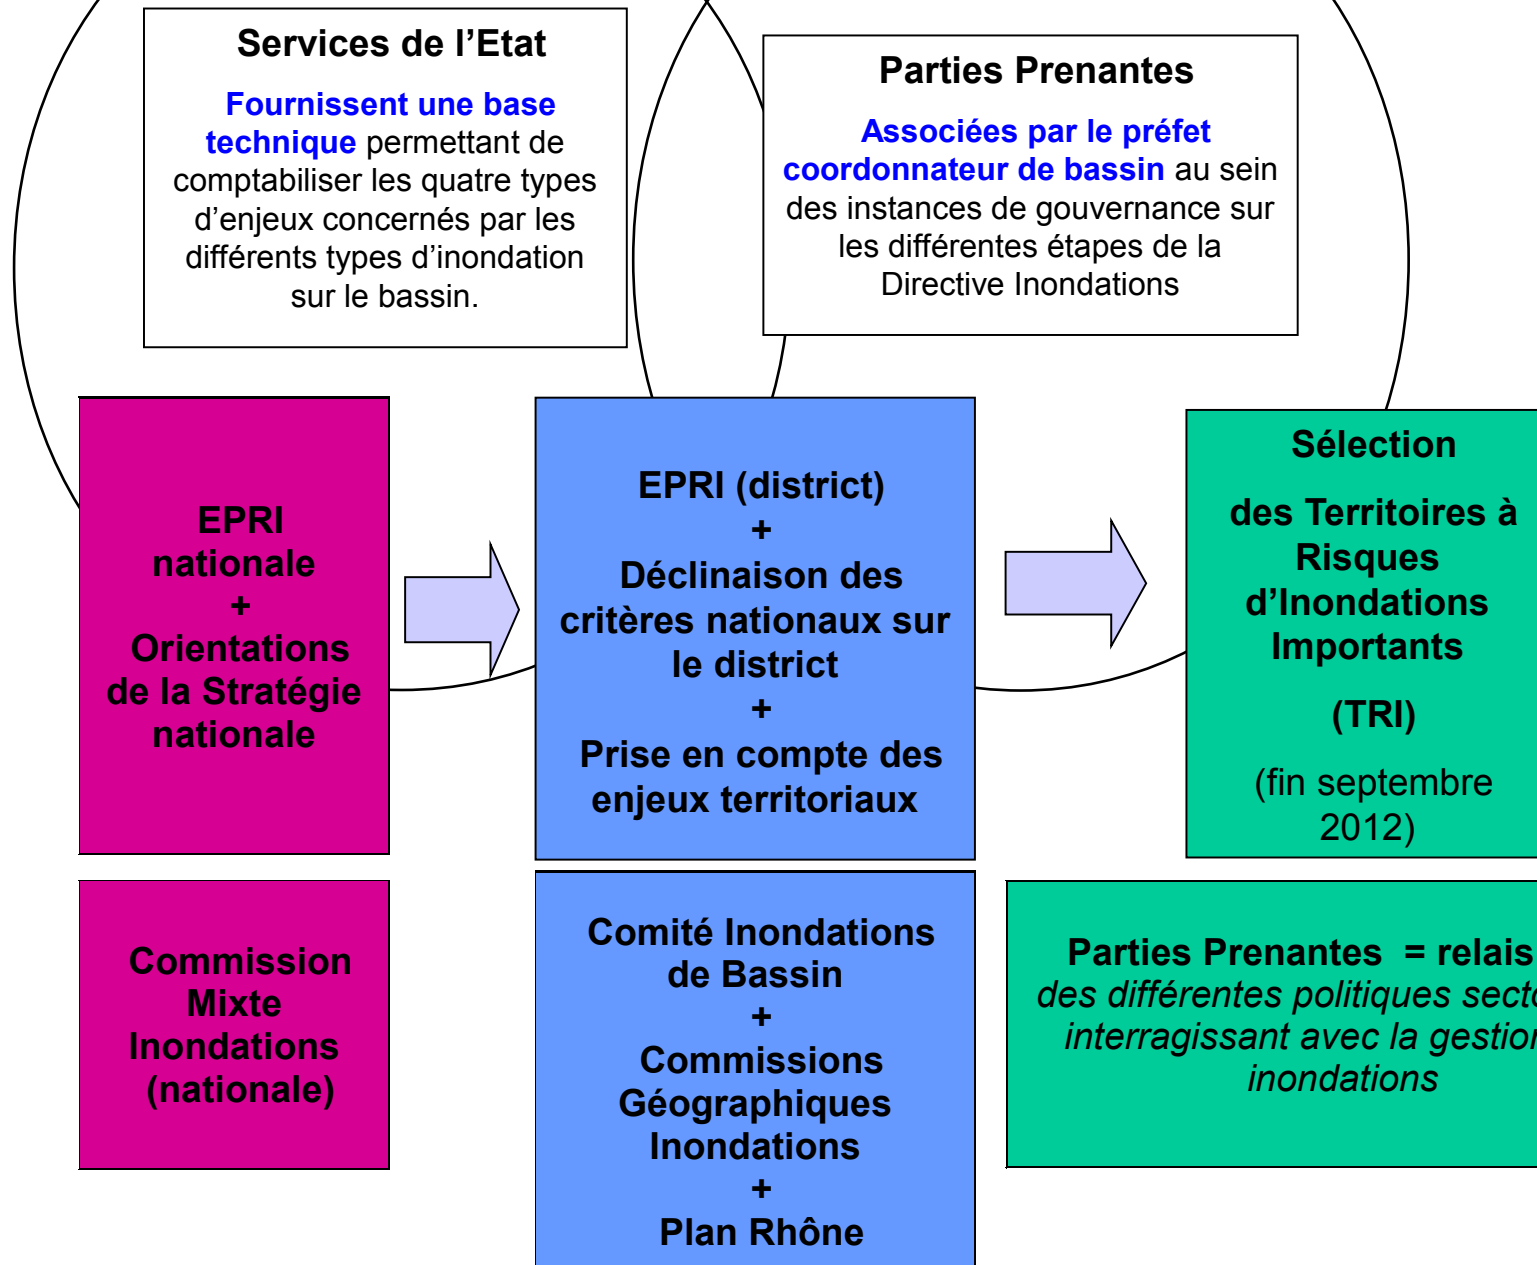 Services de l'Etat
Fournissent une base
technique permettant de
comptabiliser les quatre types
d'enjeux concernés par les
différents types d'inondation
sur le bassin.
Parties Prenantes
Associées par le préfet
coordonnateur de bassin au sein
des instances de gouvernance sur
les différentes étapes de la
Directive Inondations
EPRI
nationale
+
Orientations
de la Stratégie
nationale
EPRI (district)
+
Déclinaison des
critères nationaux sur
le district
+
Prise en compte des
enjeux territoriaux
Sélection
des Territoires à
Risques
d'Inondations
Importants
(TRI)
(fin septembre
2012)
Commission
Mixte
Inondations
(nationale)
Comité Inondations
de Bassin
+
Commissions
Géographiques
Inondations
+
Plan Rhône
Parties Prenantes = relais
des différentes politiques
interragissant avec la gestion
inondations